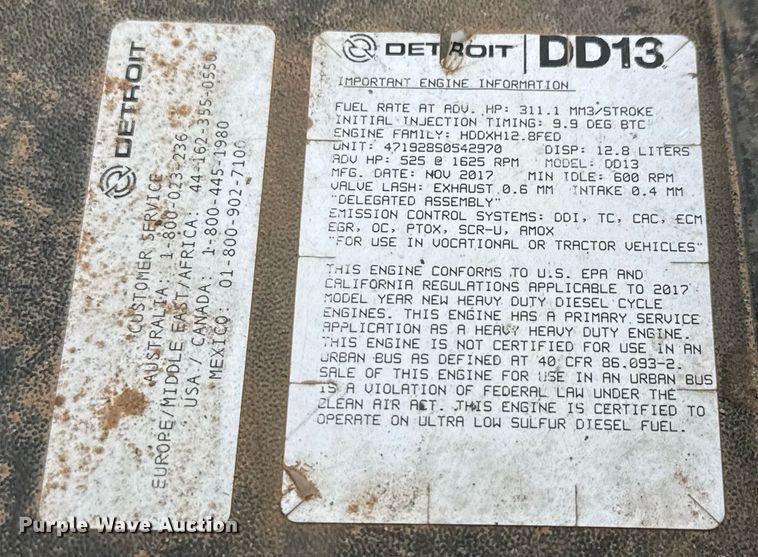 DETROIT
CUSTOMER SERVICE
AUSTRALIA: 1-800-023-236
EUROPE/MIDDLE EAST/AFRICA: 44-162-355-0550
USA / CANADA: 1-800-445-1980
MEXICO: 01-800-902-7100
DETROIT | DD13
IMPORTANT ENGINE INFORMATION
FUEL RATE AT ADV. HP: 311.1 MM3/STROKE
INITIAL INJECTION TIMING: 9.9 DEG BTC
ENGINE FAMILY: HDDXH12.8FED
UNIT: 471928S0542970 DISP: 12.8 LITERS
ADV HP: 525 @ 1625 RPM MODEL: DD13
MFG. DATE: NOV 2017 MIN IDLE: 600 RPM
VALVE LASH: EXHAUST 0.6 MM INTAKE 0.4 MM
"DELEGATED ASSEMBLY"
EMISSION CONTROL SYSTEMS: DDI, TC, CAC, ECM
EGR, OC, PTOX, SCR-U, AMOX
"FOR USE IN VOCATIONAL OR TRACTOR VEHICLES"
THIS ENGINE CONFORMS TO U.S. EPA AND
CALIFORNIA REGULATIONS APPLICABLE TO 2017
MODEL YEAR NEW HEAVY DUTY DIESEL CYCLE
ENGINES. THIS ENGINE HAS A PRIMARY SERVICE
APPLICATION AS A HEAVY HEAVY DUTY ENGINE.
THIS ENGINE IS NOT CERTIFIED FOR USE IN AN
URBAN BUS AS DEFINED AT 40 CFR 86.093-2.
SALE OF THIS ENGINE FOR USE IN AN URBAN BUS
IS A VIOLATION OF FEDERAL LAW UNDER THE
CLEAN AIR ACT. THIS ENGINE IS CERTIFIED TO
OPERATE ON ULTRA LOW SULFUR DIESEL FUEL.
Purple Wave Auction